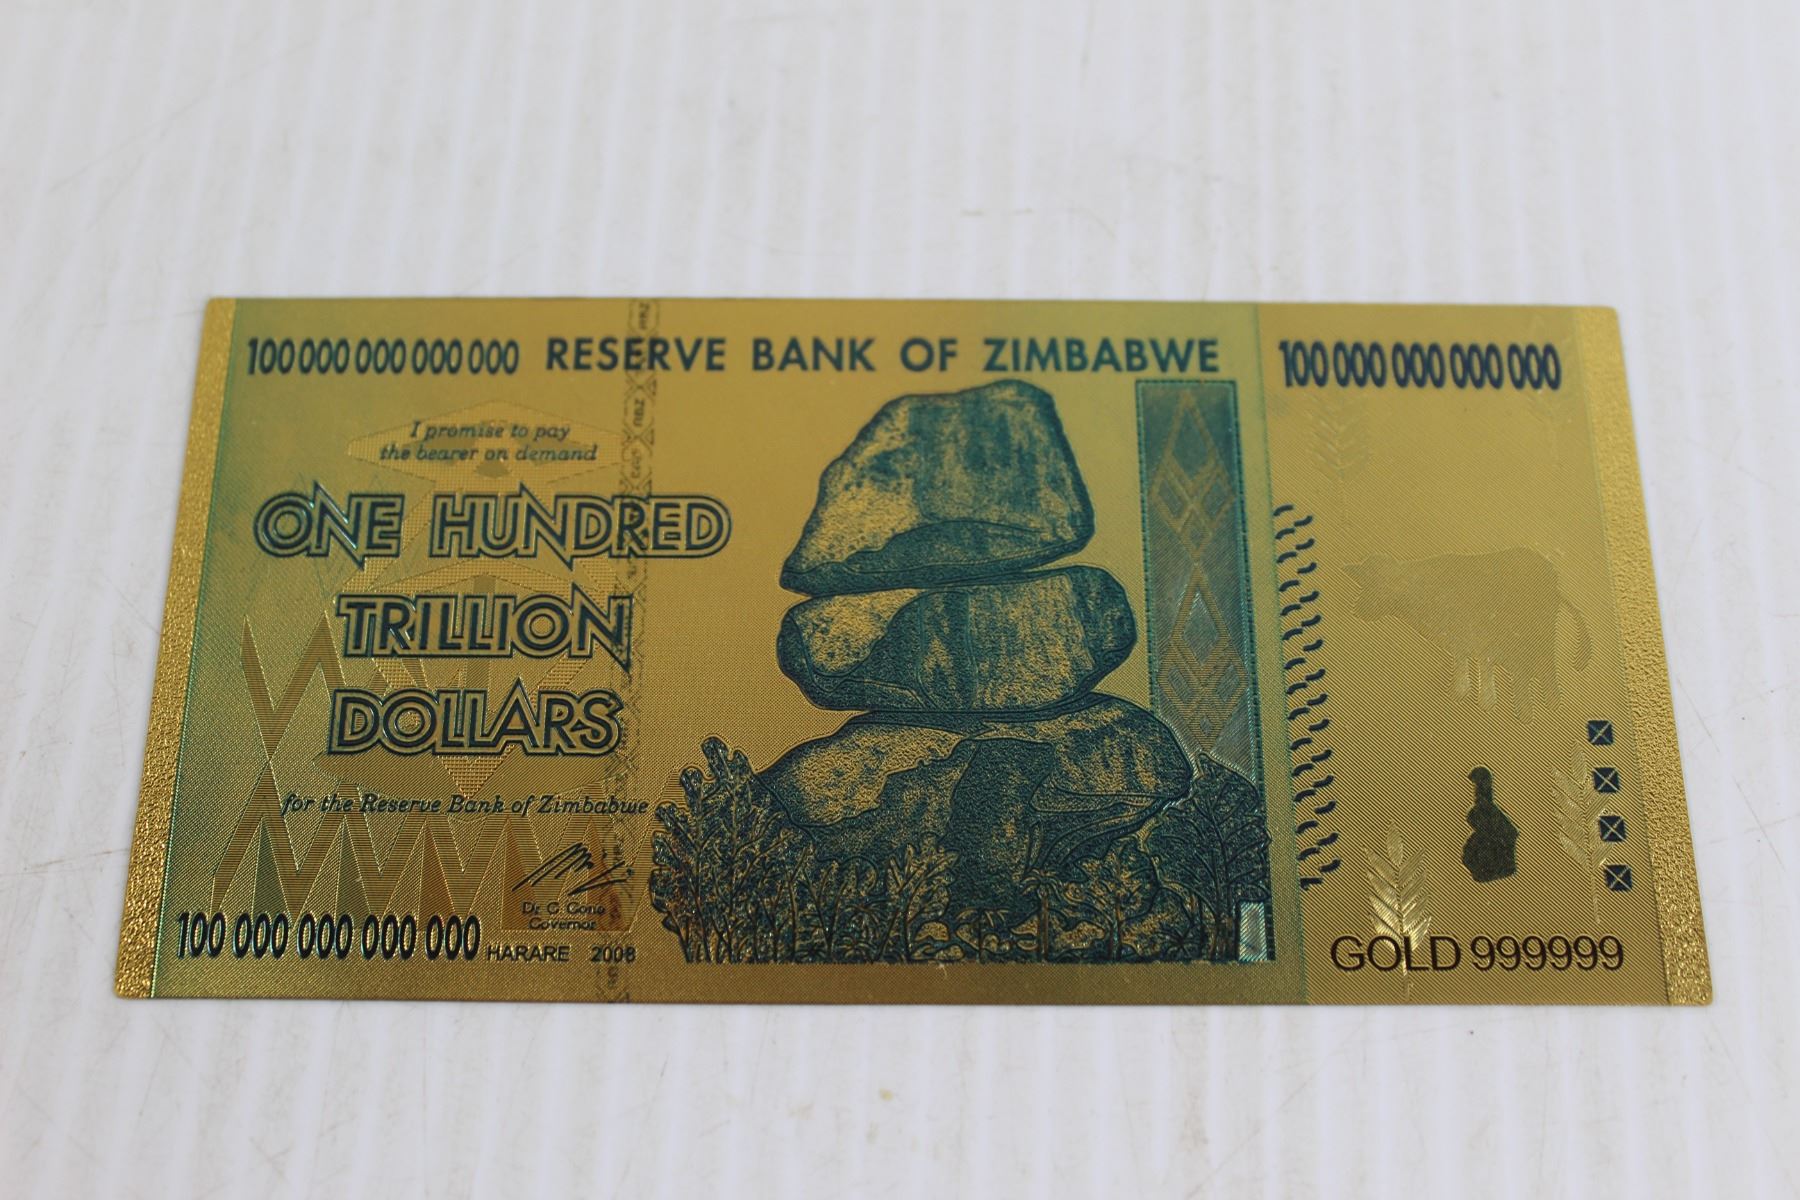 100 000 000 000 000 RESERVE BANK OF ZIMBABWE 100 000 000 000 000
I promise to pay
the bearer on demand
ONE HUNDRED
TRILLION
DOLLARS
for the Reserve Bank of Zimbabwe
Dr G. Gono
Governor
100 000 000 000 000 HARARE 2008
GOLD 999999